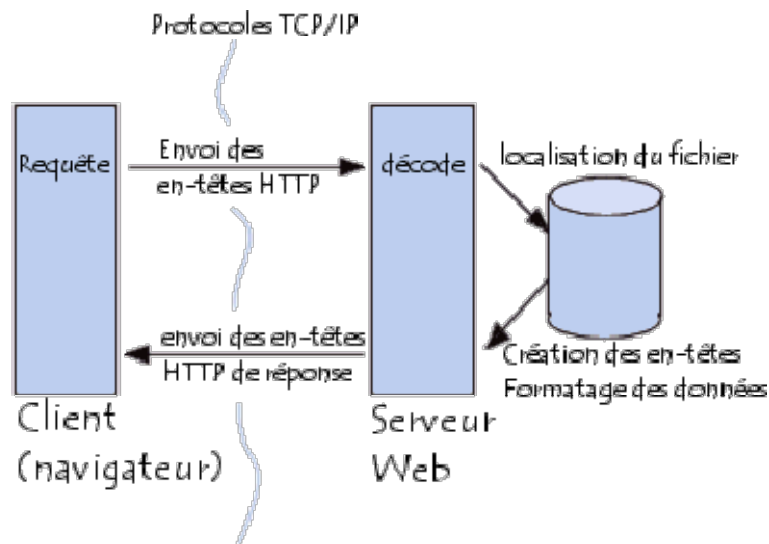 Protocoles TCP/IP
Requête
Envoi des
en-têtes HTTP
décode
localisation du fichier
envoi des en-têtes
HTTP de réponse
Création des en-têtes
Formatage des données
Client
(navigateur)
Serveur
Web